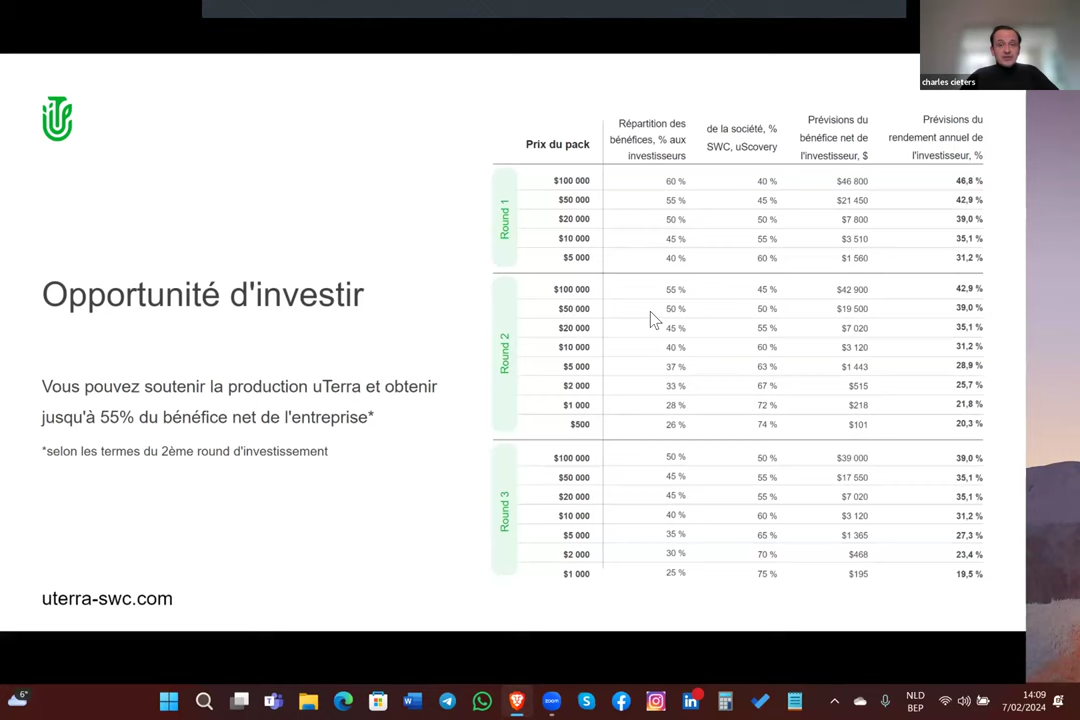 charles cieters
Opportunité d'investir
Vous pouvez soutenir la production uTerra et obtenir
jusqu'à 55% du bénéfice net de l'entreprise*
*selon les termes du 2ème round d'investissement
uterra-swc.com
Prix du pack
Répartition des
bénéfices, % aux
investisseurs
de la société, %
SWC, uScovery
Prévisions du
bénéfice net de
l'investisseur, $
Prévisions du
rendement annuel de
l'investisseur, %
Round 1
$100 000 60 % 40 % $46 800 46,8 %
$50 000 55 % 45 % $21 450 42,9 %
$20 000 50 % 50 % $7 800 39,0 %
$10 000 45 % 55 % $3 510 35,1 %
$5 000 40 % 60 % $1 560 31,2 %
Round 2
$100 000 55 % 45 % $42 900 42,9 %
$50 000 50 % 50 % $19 500 39,0 %
$20 000 45 % 55 % $7 020 35,1 %
$10 000 40 % 60 % $3 120 31,2 %
$5 000 37 % 63 % $1 443 28,9 %
$2 000 33 % 67 % $515 25,7 %
$1 000 28 % 72 % $218 21,8 %
$500 26 % 74 % $101 20,3 %
Round 3
$100 000 50 % 50 % $39 000 39,0 %
$50 000 45 % 55 % $17 550 35,1 %
$20 000 45 % 55 % $7 020 35,1 %
$10 000 40 % 60 % $3 120 31,2 %
$5 000 35 % 65 % $1 365 27,3 %
$2 000 30 % 70 % $468 23,4 %
$1 000 25 % 75 % $195 19,5 %
6°
zoom
NLD
BEP
14:09
7/02/2024